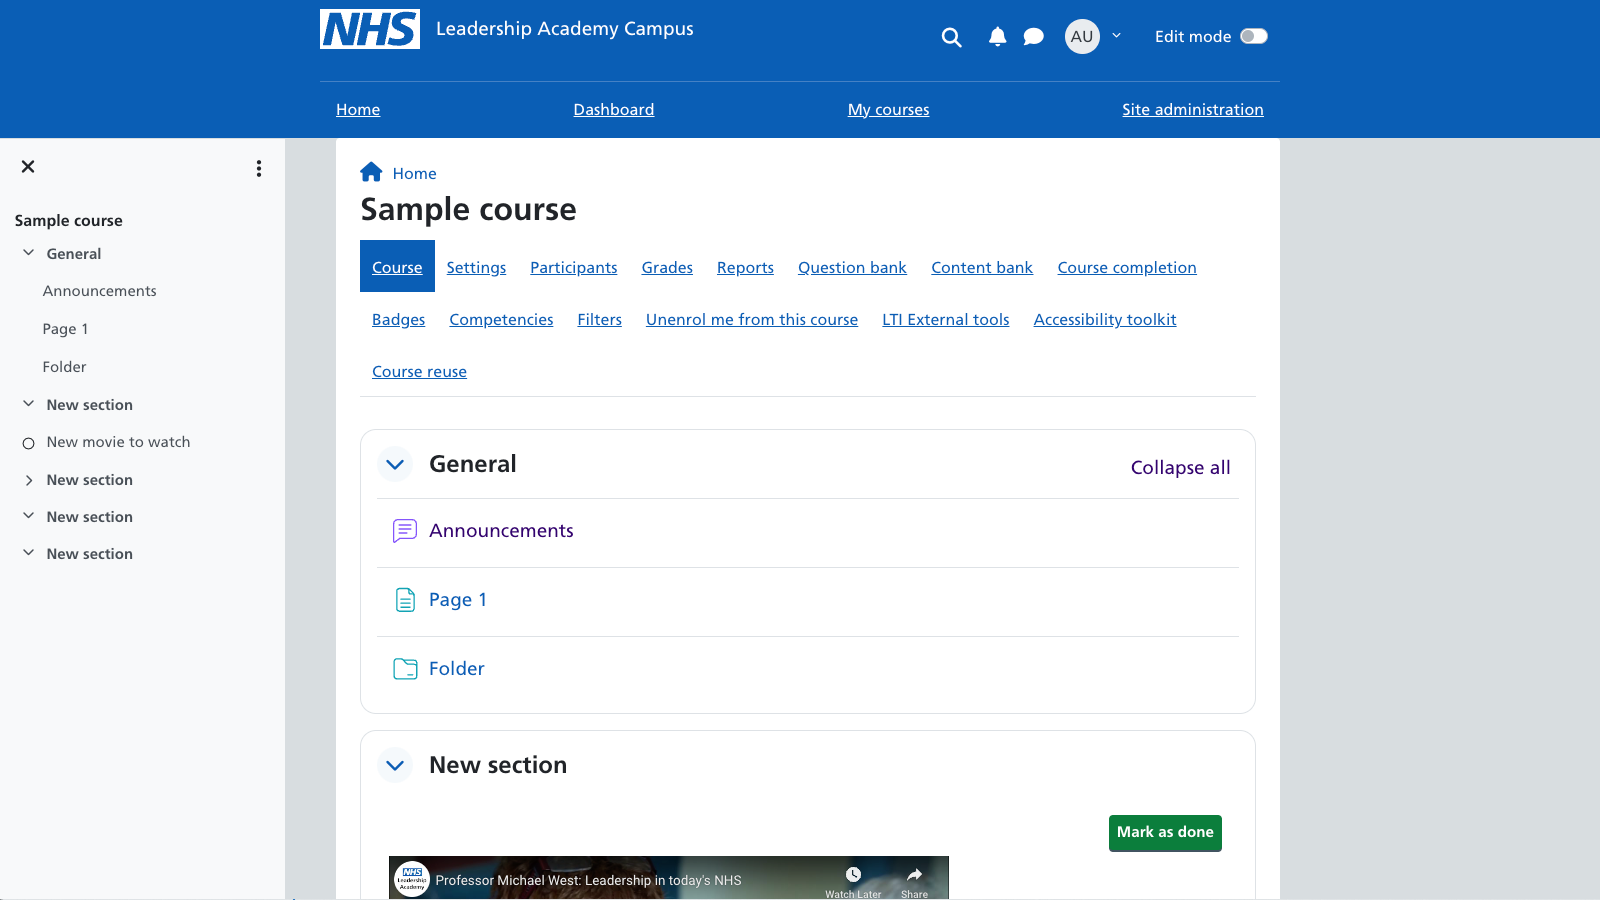 NHS Leadership Academy Campus
AU
Edit mode
Home Dashboard My courses Site administration
Sample course
General
Announcements
Page 1
Folder
New section
New movie to watch
New section
New section
New section
Home
Sample course
Course Settings Participants Grades Reports Question bank Content bank Course completion
Badges Competencies Filters Unenrol me from this course LTI External tools Accessibility toolkit
Course reuse
General
Collapse all
Announcements
Page 1
Folder
New section
Mark as done
NHS
Leadership
Academy
Professor Michael West: Leadership in today's NHS
Watch Later Share